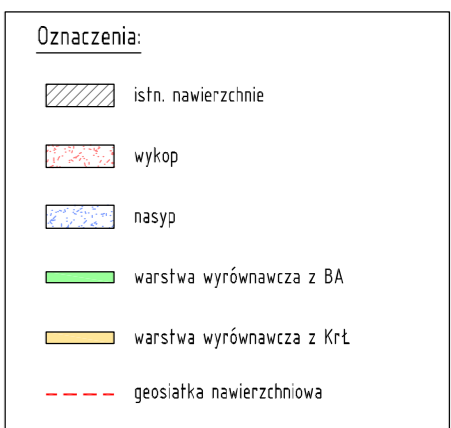 Oznaczenia:
istn. nawierzchnie
wykop
nasyp
warstwa wyrównawcza z BA
warstwa wyrównawcza z KrŁ
geosiatka nawierzchniowa